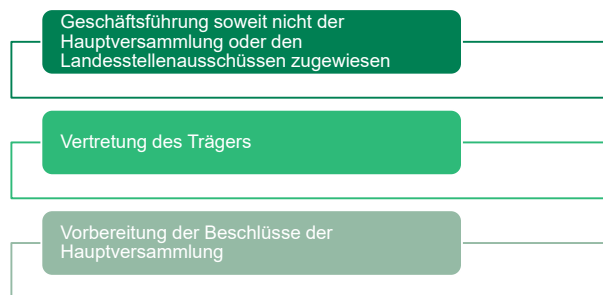 Geschäftsführung soweit nicht der
Hauptversammlung oder den
Landesstellenausschüssen zugewiesen
Vertretung des Trägers
Vorbereitung der Beschlüsse der
Hauptversammlung